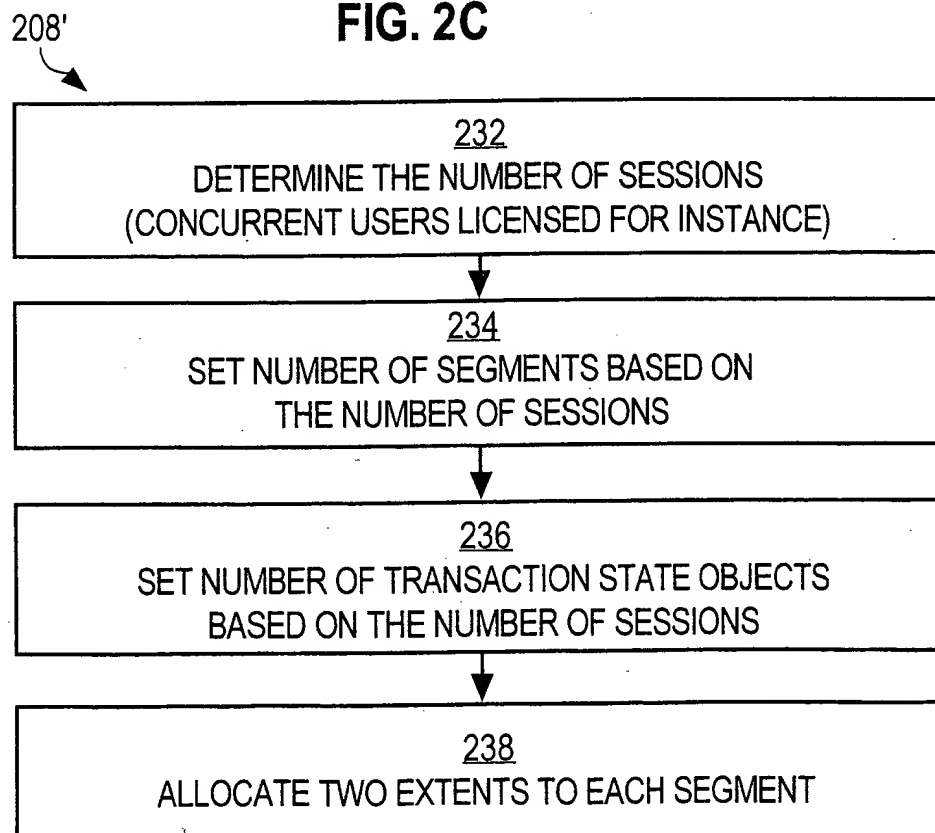 FIG. 2C
208'
232
DETERMINE THE NUMBER OF SESSIONS
(CONCURRENT USERS LICENSED FOR INSTANCE)
234
SET NUMBER OF SEGMENTS BASED ON
THE NUMBER OF SESSIONS
236
SET NUMBER OF TRANSACTION STATE OBJECTS
BASED ON THE NUMBER OF SESSIONS
238
ALLOCATE TWO EXTENTS TO EACH SEGMENT